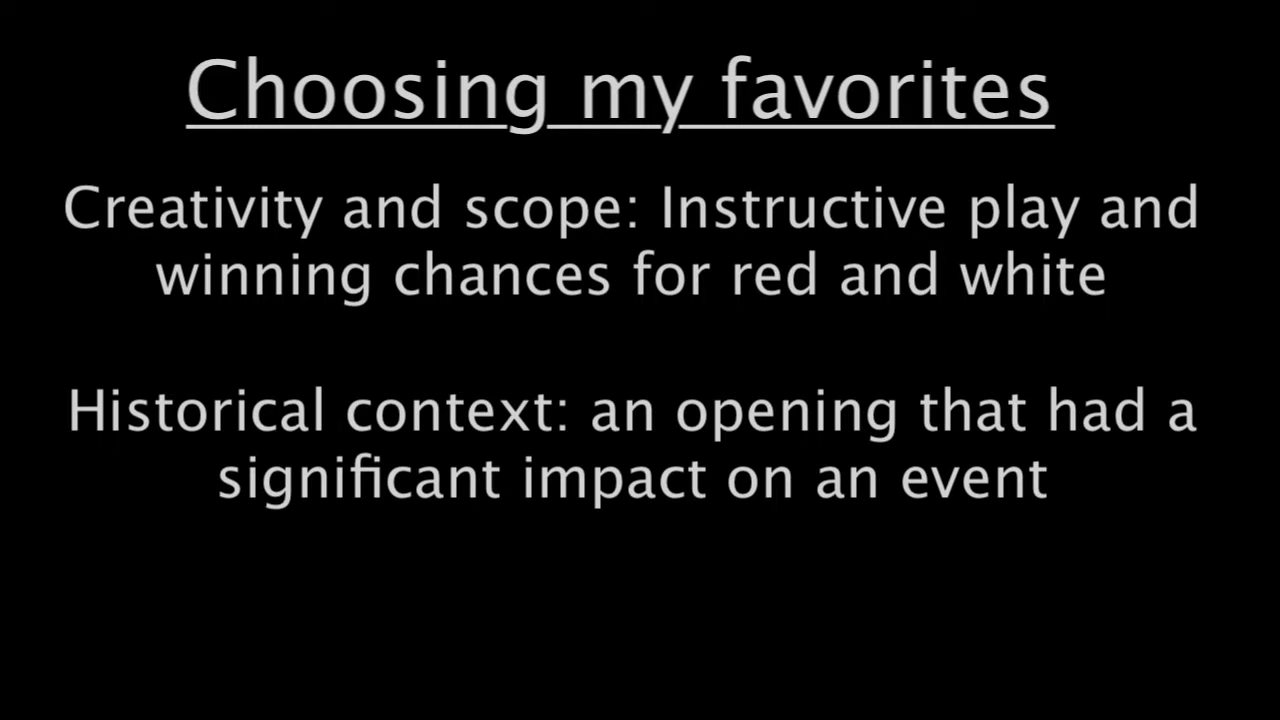 Choosing my favorites
Creativity and scope: Instructive play and
winning chances for red and white
Historical context: an opening that had a
significant impact on an event